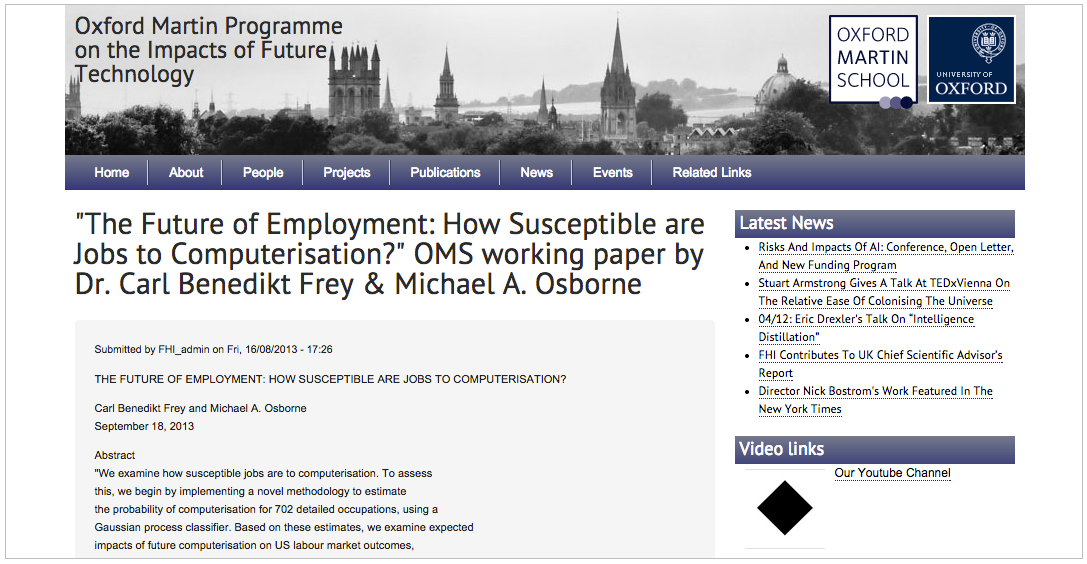 Oxford Martin Programme
on the Impacts of Future
Technology
OXFORD
MARTIN
SCHOOL
UNIVERSITY OF
OXFORD
Home About People Projects Publications News Events Related Links
"The Future of Employment: How Susceptible are
Jobs to Computerisation?" OMS working paper by
Dr. Carl Benedikt Frey & Michael A. Osborne
Submitted by FHI_admin on Fri, 16/08/2013 - 17:26
THE FUTURE OF EMPLOYMENT: HOW SUSCEPTIBLE ARE JOBS TO COMPUTERISATION?
Carl Benedikt Frey and Michael A. Osborne
September 18, 2013
Abstract
"We examine how susceptible jobs are to computerisation. To assess
this, we begin by implementing a novel methodology to estimate
the probability of computerisation for 702 detailed occupations, using a
Gaussian process classifier. Based on these estimates, we examine expected
impacts of future computerisation on US labour market outcomes,
Latest News
Risks And Impacts Of AI: Conference, Open Letter,
And New Funding Program
Stuart Armstrong Gives A Talk At TEDxVienna On
The Relative Ease Of Colonising The Universe
04/12: Eric Drexler's Talk On "Intelligence
Distillation"
FHI Contributes To UK Chief Scientific Advisor's
Report
Director Nick Bostrom's Work Featured In The
New York Times
Video links
Our Youtube Channel